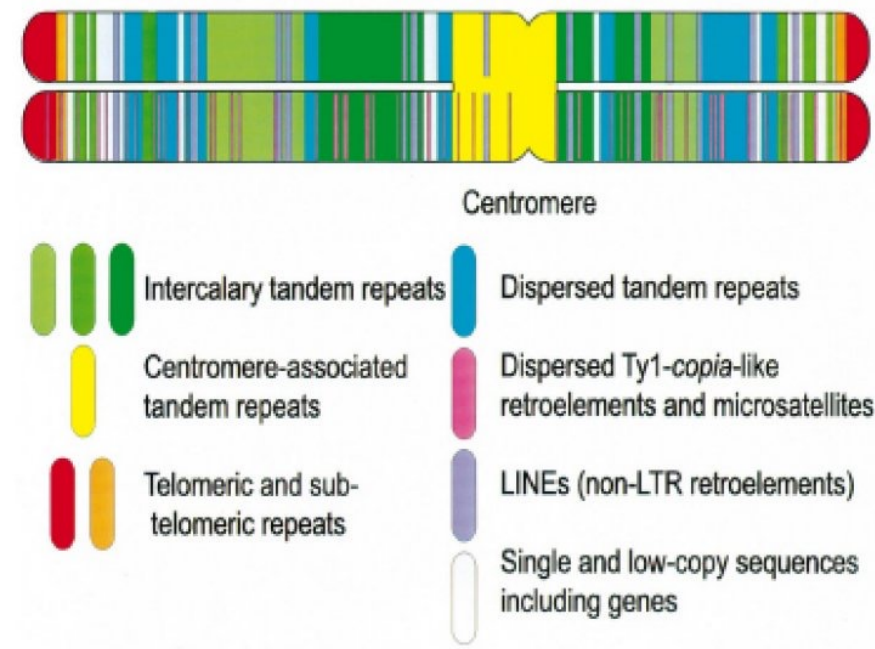 Centromere
Intercalary tandem repeats
Centromere-associated
tandem repeats
Telomeric and sub-
telomeric repeats
Dispersed tandem repeats
Dispersed Ty1-copia-like
retroelements and microsatellites
LINEs (non-LTR retroelements)
Single and low-copy sequences
including genes